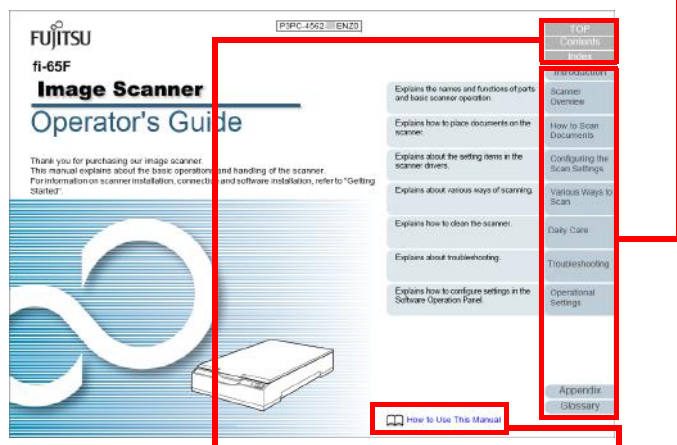 FUJITSU
P3PC-4562- ENZ0
fi-65F
Image Scanner
Operator's Guide
Thank you for purchasing our image scanner.
This manual explains about the basic operations and handling of the scanner.
For information on scanner installation, connection and software installation, refer to "Getting
Started".
TOP
Contents
Index
Introduction
Explains the names and functions of parts
and basic scanner operation.
Scanner
Overview
Explains how to place documents on the
scanner.
How to Scan
Documents
Explains about the setting items in the
scanner drivers.
Configuring the
Scan Settings
Explains about various ways of scanning.
Various Ways to
Scan
Explains how to clean the scanner.
Daily Care
Explains about troubleshooting.
Troubleshooting
Explains how to configure settings in the
Software Operation Panel.
Operational
Settings
Appendix
Glossary
How to Use This Manual